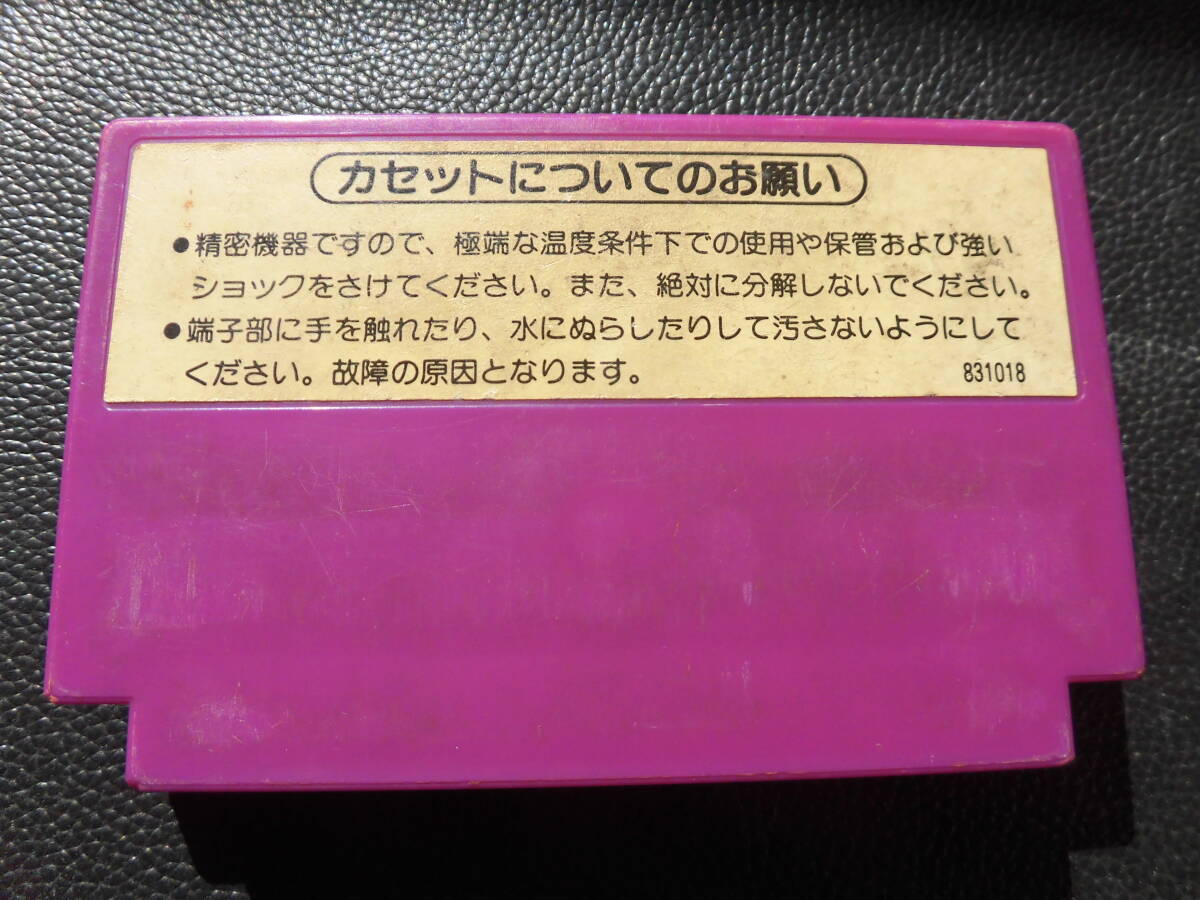 カセットについてのお願い
●精密機器ですので、極端な温度条件下での使用や保管および強い
ショックをさけてください。また、絶対に分解しないでください。
●端子部に手を触れたり、水にぬらしたりして汚さないようにして
ください。故障の原因となります。 831018